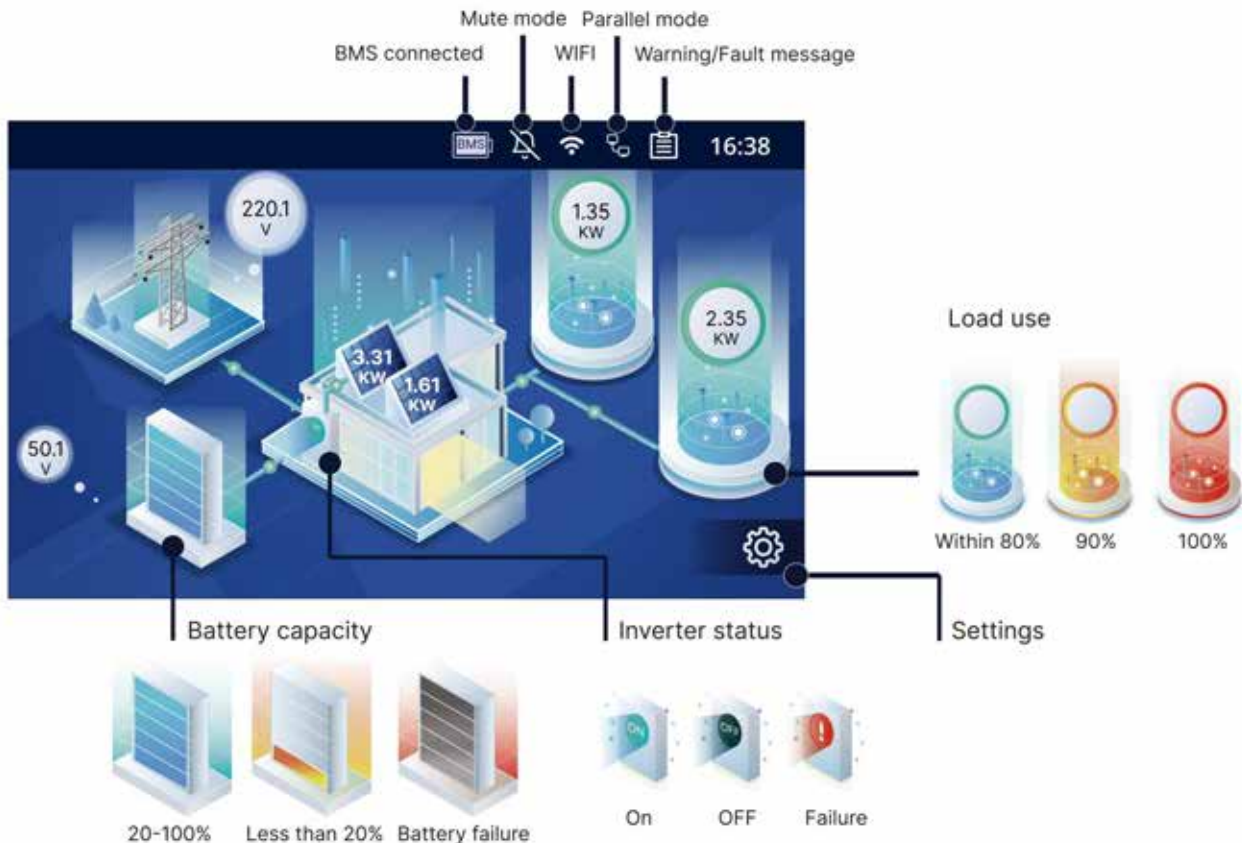 Mute mode
Parallel mode
BMS connected
WIFI
Warning/Fault message
BMS
16:38
220.1
V
1.35
KW
2.35
KW
3.31
KW
1.61
KW
50.1
V
Load use
Within 80%
90%
100%
Battery capacity
Inverter status
Settings
ON
OFF
!
20-100%
Less than 20%
Battery failure
On
OFF
Failure